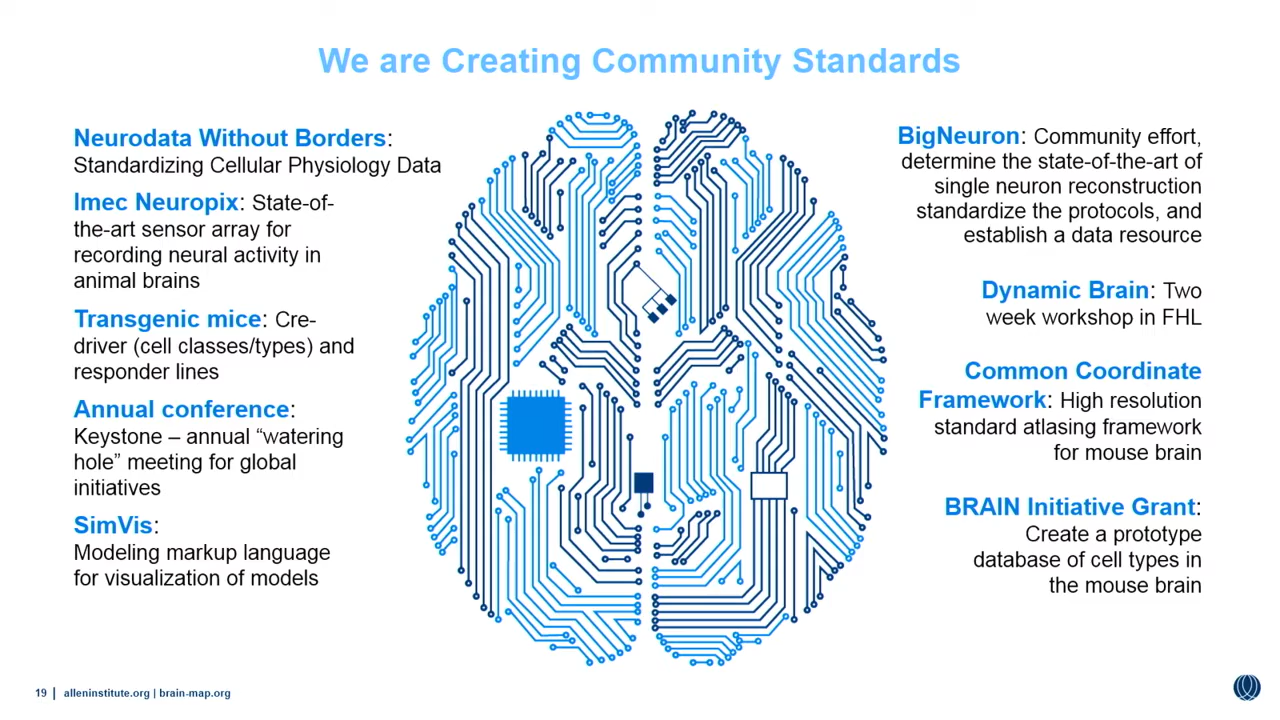 We are Creating Community Standards
Neurodata Without Borders:
Standardizing Cellular Physiology Data
Imec Neuropix: State-of-
the-art sensor array for
recording neural activity in
animal brains
Transgenic mice: Cre-
driver (cell classes/types) and
responder lines
Annual conference:
Keystone – annual “watering
hole” meeting for global
initiatives
SimVis:
Modeling markup language
for visualization of models
BigNeuron: Community effort,
determine the state-of-the-art of
single neuron reconstruction
standardize the protocols, and
establish a data resource
Dynamic Brain: Two
week workshop in FHL
Common Coordinate
Framework: High resolution
standard atlasing framework
for mouse brain
BRAIN Initiative Grant:
Create a prototype
database of cell types in
the mouse brain
19 | alleninstitute.org | brain-map.org